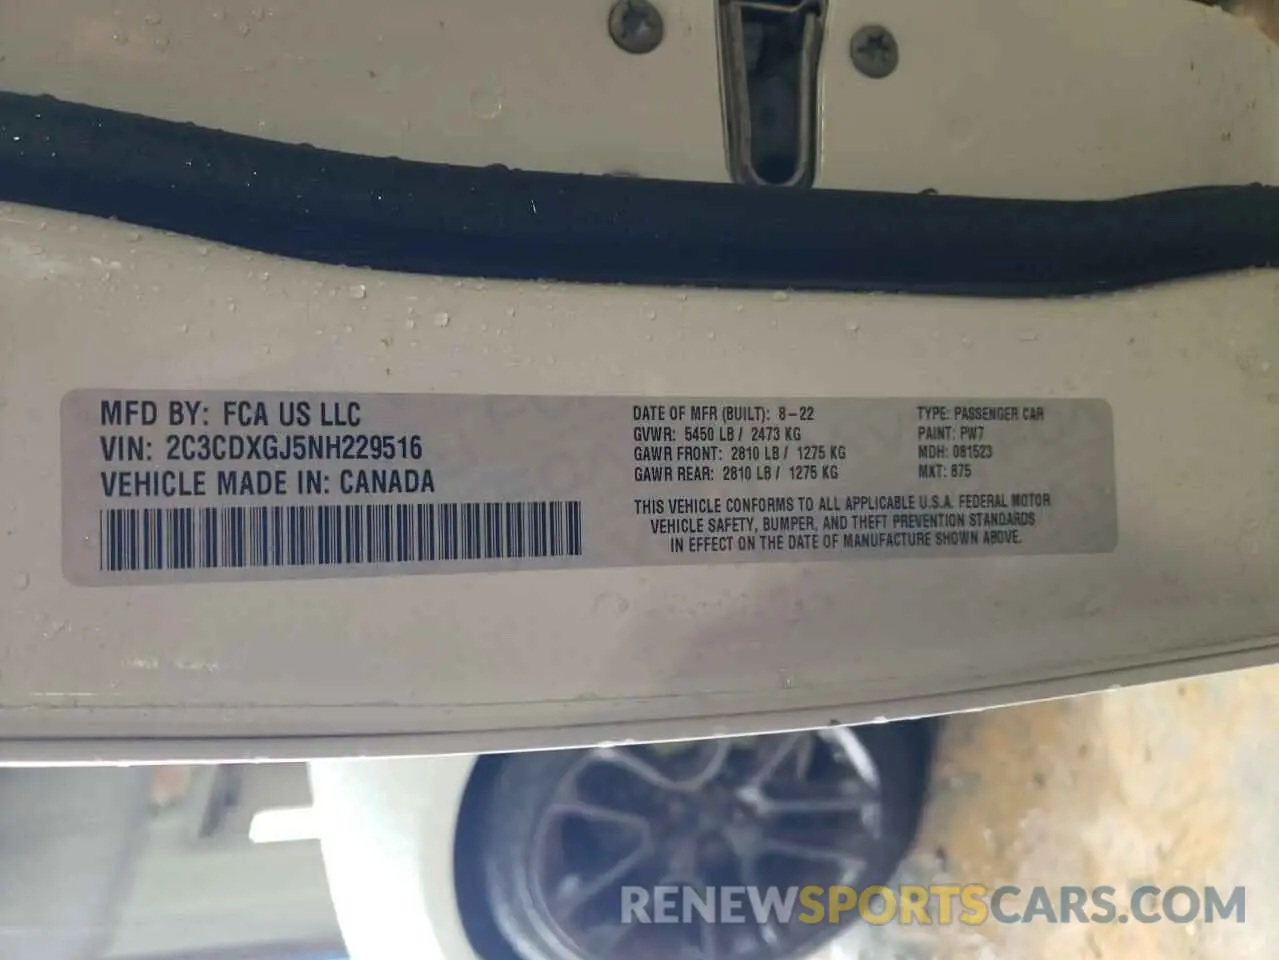 MFD BY: FCA US LLC
VIN: 2C3CDXGJ5NH229516
VEHICLE MADE IN: CANADA
DATE OF MFR (BUILT): 8-22
GVWR: 5450 LB / 2473 KG
GAWR FRONT: 2810 LB / 1275 KG
GAWR REAR: 2810 LB / 1275 KG
TYPE: PASSENGER CAR
PAINT: PW7
MDH: 081523
MXT: 875
THIS VEHICLE CONFORMS TO ALL APPLICABLE U.S.A. FEDERAL MOTOR
VEHICLE SAFETY, BUMPER, AND THEFT PREVENTION STANDARDS
IN EFFECT ON THE DATE OF MANUFACTURE SHOWN ABOVE.
RENEWSPORTSCARS.COM